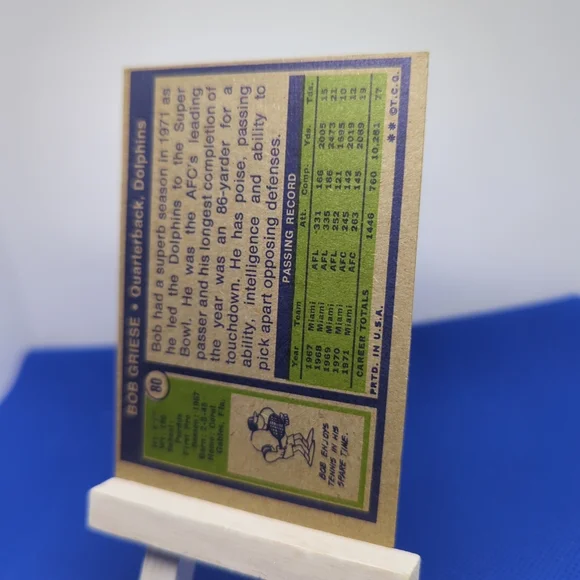 BOB GRIESE • Quarterback, Dolphins
80
Bob had a superb season in 1971 as
he led the Dolphins to the Super
Bowl. He was the AFC's leading
passer and his longest completion of
the year was an 86-yarder for a
touchdown. He has poise, passing
ability, intelligence and ability to
pick apart opposing defenses.
PASSING RECORD
Year Team Att. Comp. Yds. Tds.
1967 Miami AFL 331 166 2005 15
1968 Miami AFL 335 186 2473 21
1969 Miami AFL 252 121 1695 10
1970 Miami AFC 245 142 2019 12
1971 Miami AFC 263 145 2089 19
CAREER TOTALS 1446 760 10,281 77
PRTD. IN U.S.A. ** ©T.C.G.
Purdue
BOB ENJOYS
TENNIS IN HIS
SPARE TIME.